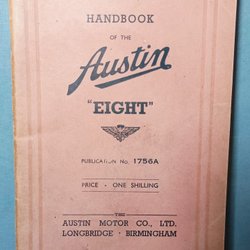 HANDBOOK
OF THE
Austin
"EIGHT"
PUBLICATION No. 1756A
PRICE · ONE SHILLING
THE
AUSTIN MOTOR CO., LTD.
LONGBRIDGE · BIRMINGHAM